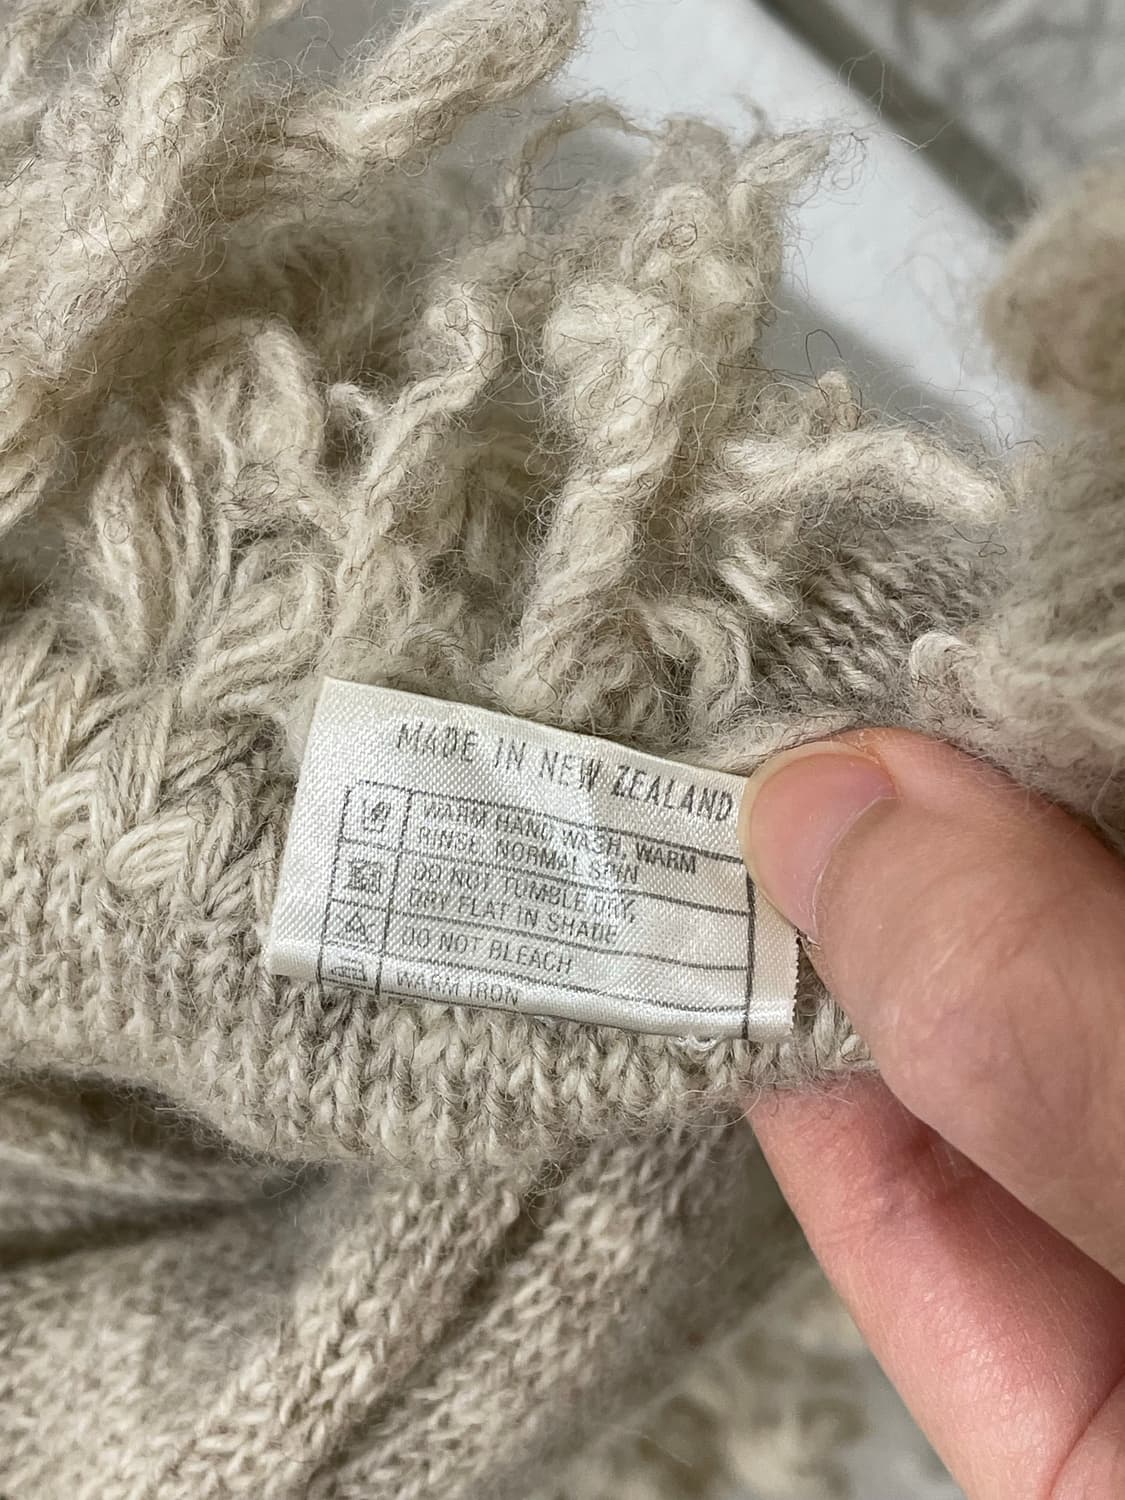 MADE IN NEW ZEALAND
WARM HAND WASH, WARM
RINSE, NORMAL SPIN
DO NOT TUMBLE DRY,
DRY FLAT IN SHADE
DO NOT BLEACH
WARM IRON